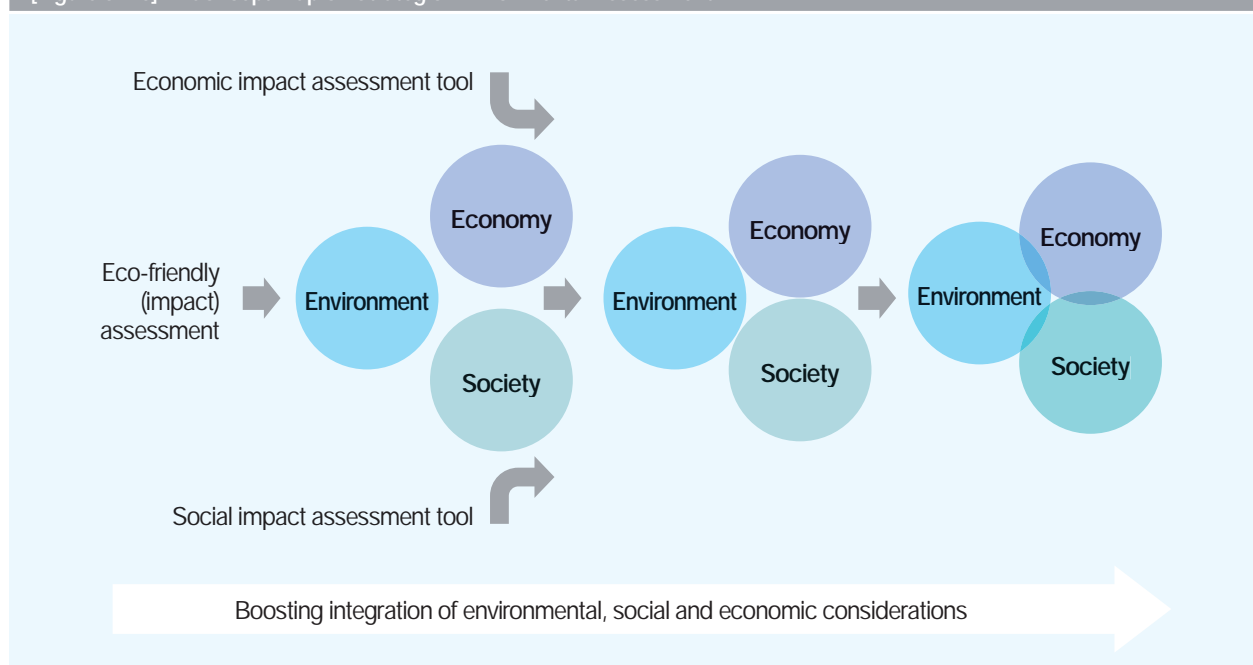 Economic impact assessment tool
Economy
Economy
Economy
Eco-friendly
(impact)
assessment
Environment
Environment
Environment
Society
Society
Society
Social impact assessment tool
Boosting integration of environmental, social and economic considerations